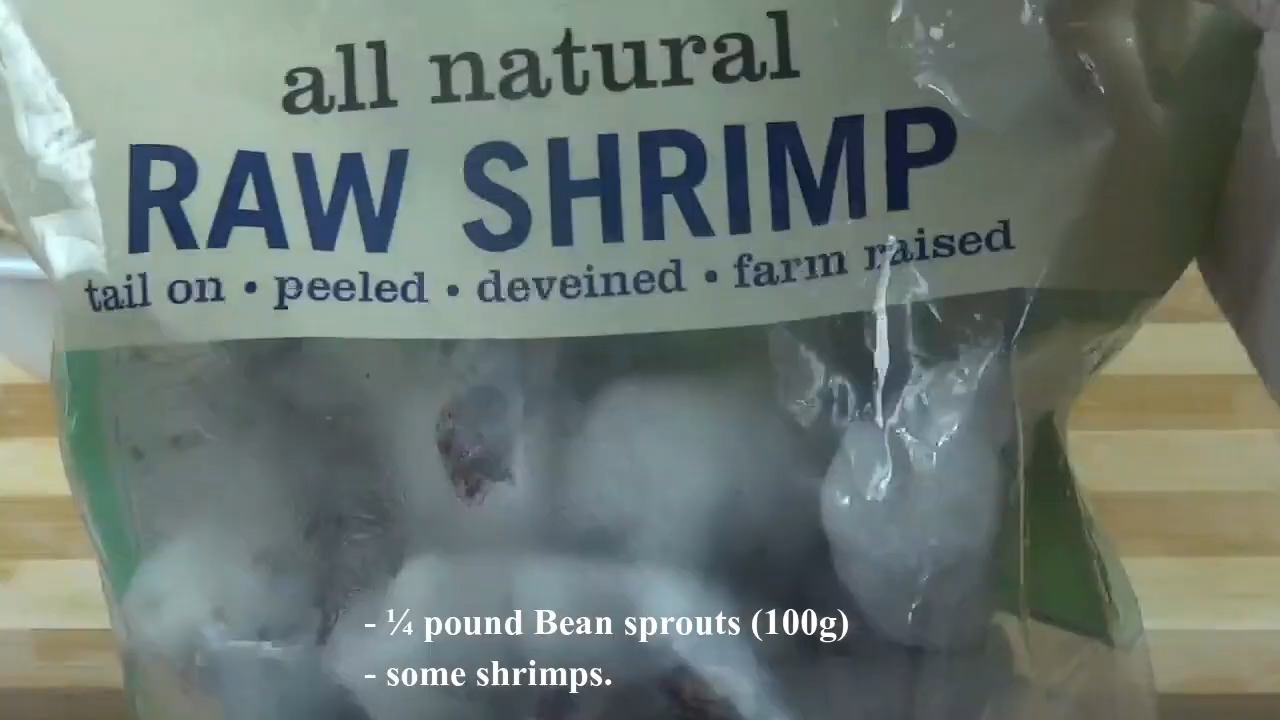 all natural
RAW SHRIMP
tail on • peeled • deveined • farm raised
- ¼ pound Bean sprouts (100g)
- some shrimps.